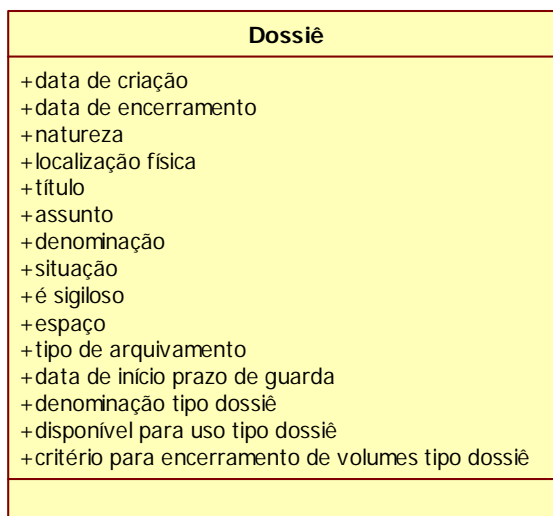 Dossiê
+data de criação
+data de encerramento
+natureza
+localização física
+título
+assunto
+denominação
+situação
+é sigiloso
+espaço
+tipo de arquivamento
+data de início prazo de guarda
+denominação tipo dossiê
+disponível para uso tipo dossiê
+critério para encerramento de volumes tipo dossiê